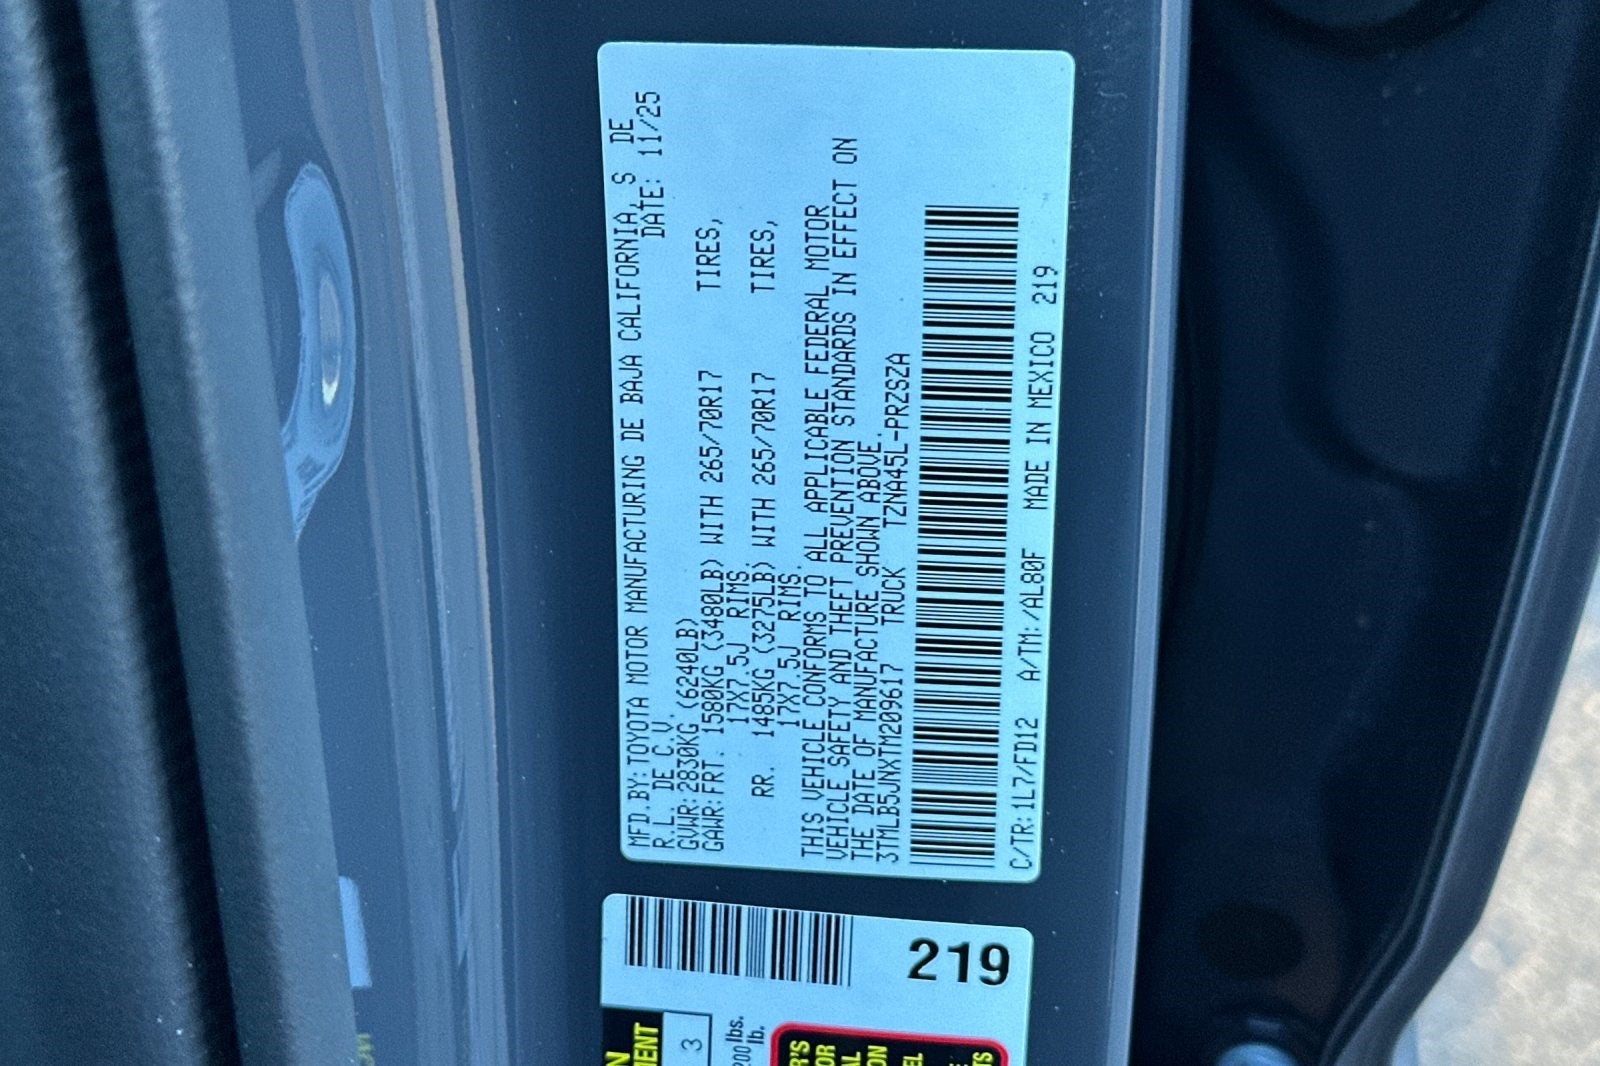 MFD.BY:TOYOTA MOTOR MANUFACTURING DE BAJA CALIFORNIA,S DE
R.L. DE C.V. DATE: 11/25
GVWR:2830KG (6240LB)
GAWR:FRT. 1580KG (3480LB) WITH 265/70R17 TIRES,
17X7.5J RIMS,
RR. 1485KG (3275LB) WITH 265/70R17 TIRES,
17X7.5J RIMS.
THIS VEHICLE CONFORMS TO ALL APPLICABLE FEDERAL MOTOR
VEHICLE SAFETY AND THEFT PREVENTION STANDARDS IN EFFECT ON
THE DATE OF MANUFACTURE SHOWN ABOVE.
3TMLB5JNXTM209617 TRUCK TZNA45L-PRZSZA
C/TR:1L7/FD12 A/TM:/AL80F MADE IN MEXICO 219
219
3
lbs.
lb.